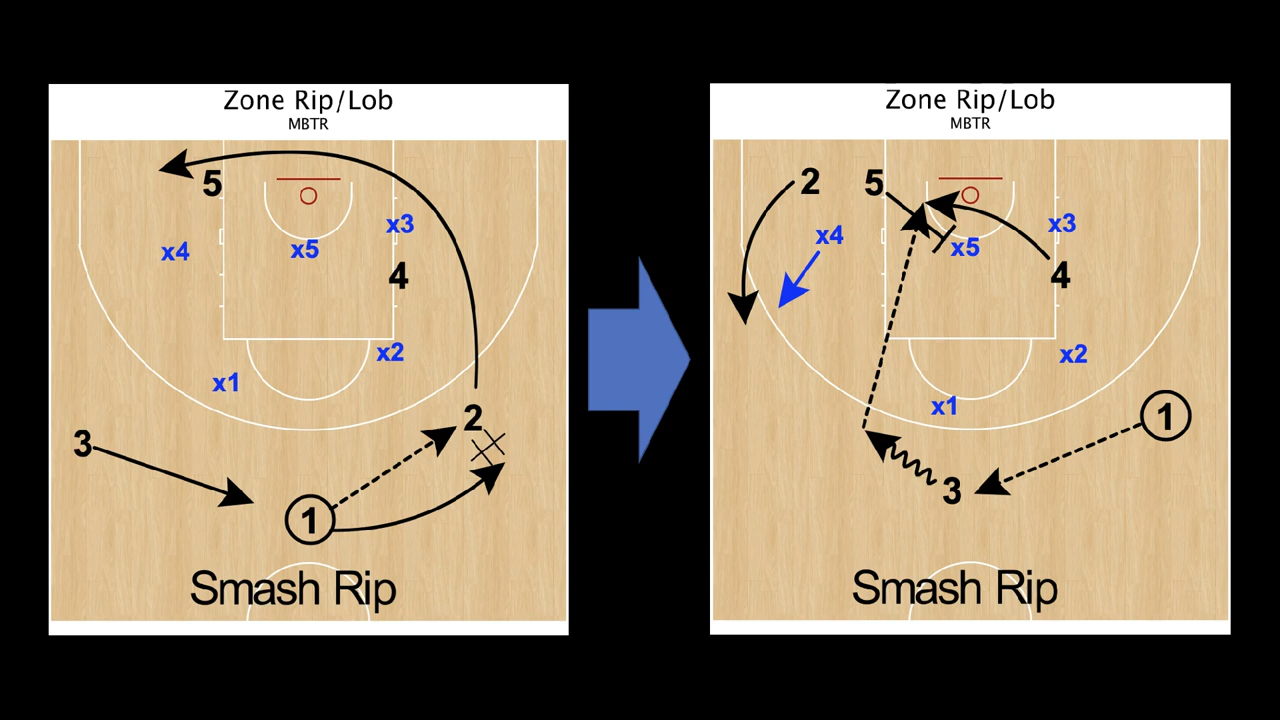 Zone Rip/Lob
MBTR
5
x3
x4
x5
4
x2
x1
2
3
1
Smash Rip
Zone Rip/Lob
MBTR
2
5
x3
x4
x5
4
x2
x1
1
3
Smash Rip